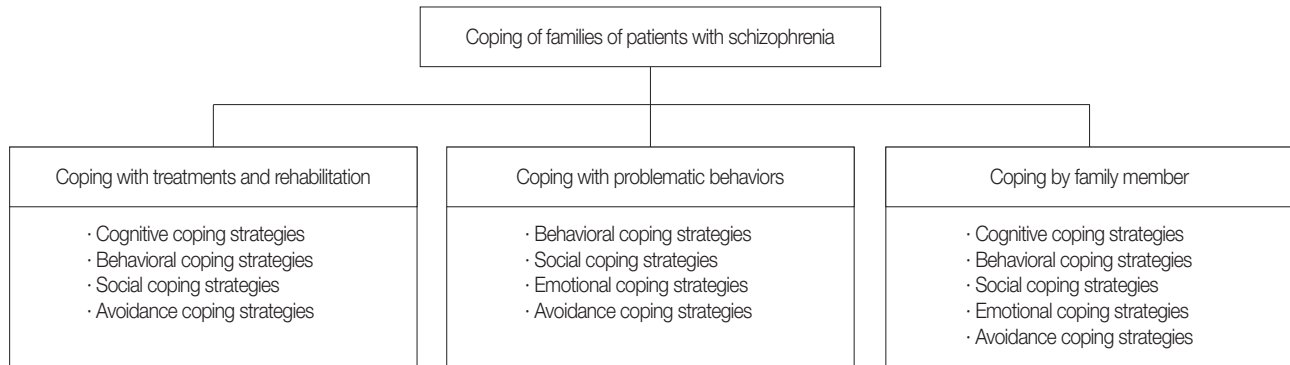 Coping of families of patients with schizophrenia
Coping with treatments and rehabilitation
· Cognitive coping strategies
· Behavioral coping strategies
· Social coping strategies
· Avoidance coping strategies
Coping with problematic behaviors
· Behavioral coping strategies
· Social coping strategies
· Emotional coping strategies
· Avoidance coping strategies
Coping by family member
· Cognitive coping strategies
· Behavioral coping strategies
· Social coping strategies
· Emotional coping strategies
· Avoidance coping strategies